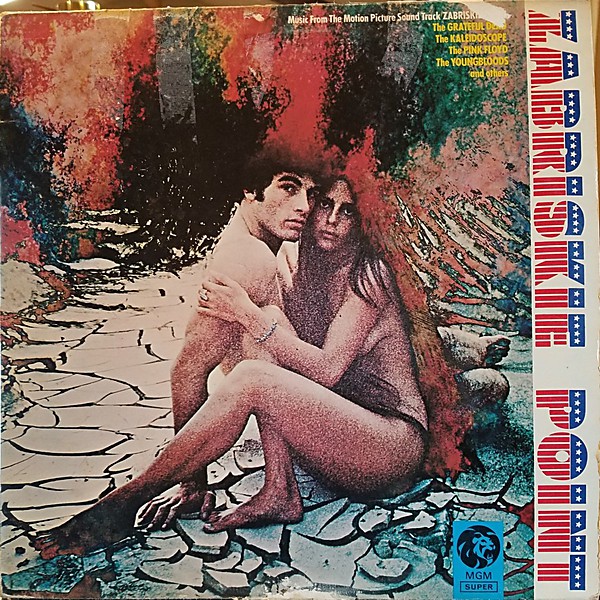 Music From The Motion Picture Sound Track ZABRISKIE
The GRATEFUL DEAD
The KALEIDOSCOPE
The PINK FLOYD
The YOUNGBLOODS
and others
ZABRISKIE POINT
MGM
SUPER